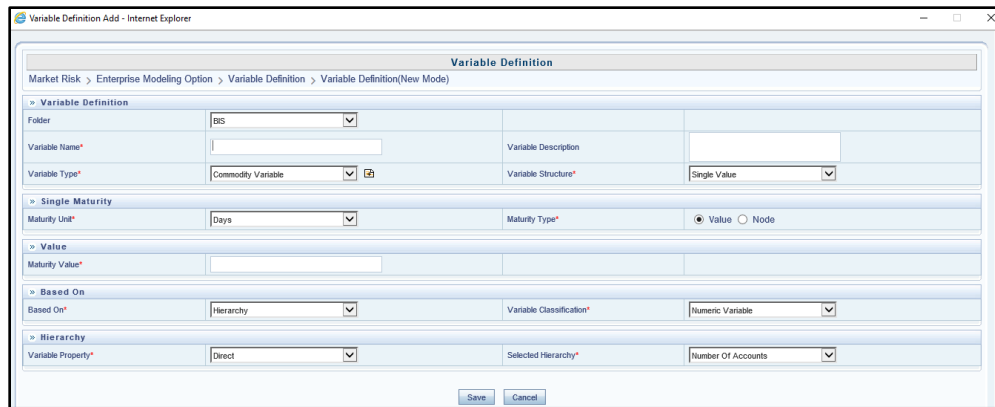 Variable Definition Add - Internet Explorer
Variable Definition
Market Risk > Enterprise Modeling Option > Variable Definition > Variable Definition(New Mode)
» Variable Definition
Folder BIS
Variable Name* Variable Description
Variable Type* Commodity Variable Variable Structure* Single Value
» Single Maturity
Maturity Unit* Days Maturity Type* Value Node
» Value
Maturity Value*
» Based On
Based On* Hierarchy Variable Classification* Numeric Variable
» Hierarchy
Variable Property* Direct Selected Hierarchy* Number Of Accounts
Save Cancel